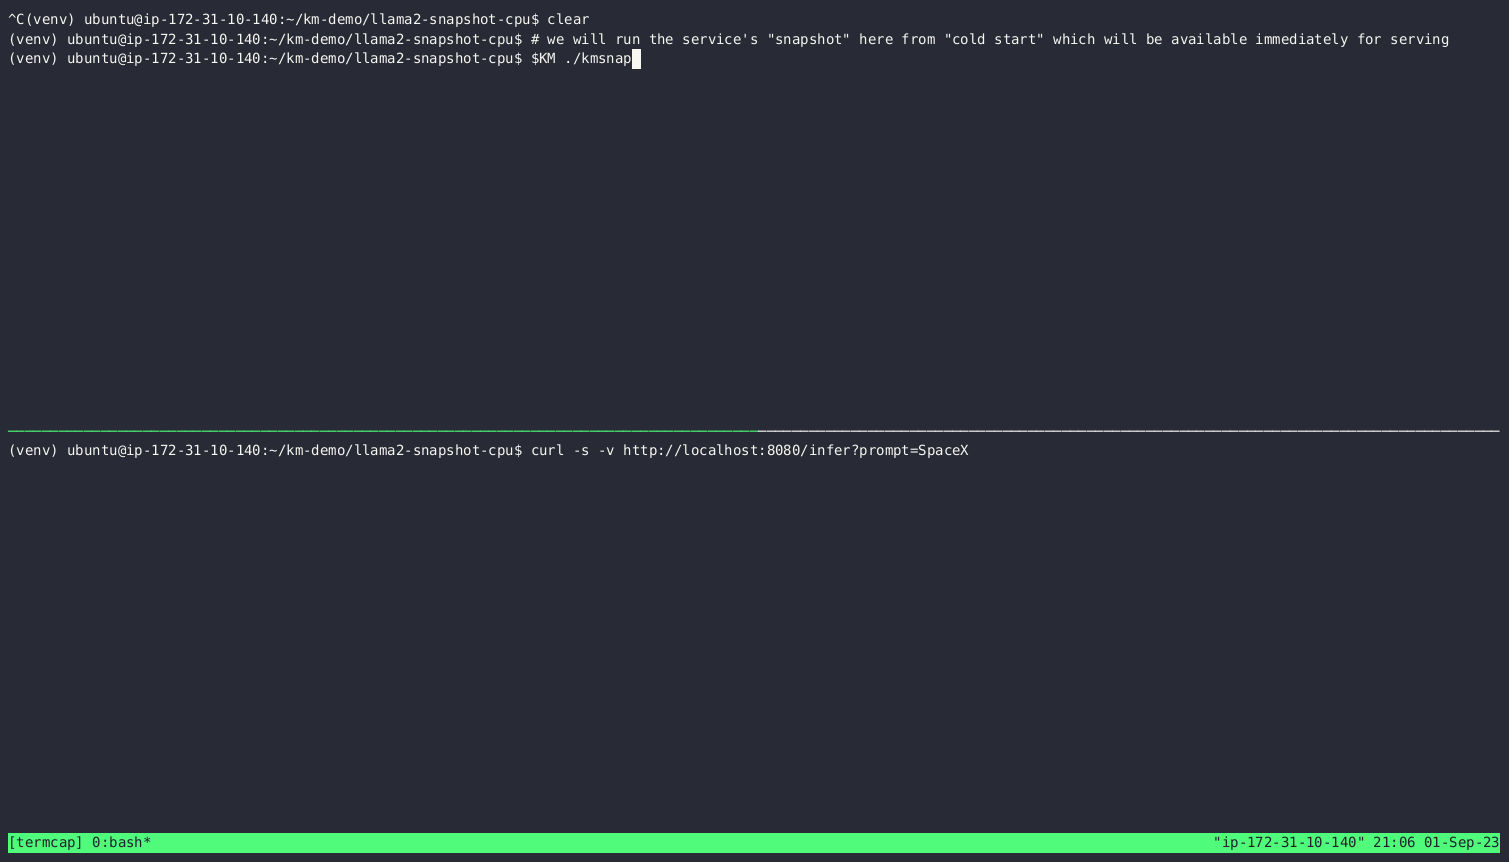 ^C(venv) ubuntu@ip-172-31-10-140:~/km-demo/llama2-snapshot-cpu$ clear
(venv) ubuntu@ip-172-31-10-140:~/km-demo/llama2-snapshot-cpu$ # we will run the service's "snapshot" here from "cold start" which will be available immediately for serving
(venv) ubuntu@ip-172-31-10-140:~/km-demo/llama2-snapshot-cpu$ $KM ./kmsnap
(venv) ubuntu@ip-172-31-10-140:~/km-demo/llama2-snapshot-cpu$ curl -s -v http://localhost:8080/infer?prompt=SpaceX
[termcap] 0:bash* "ip-172-31-10-140" 21:06 01-Sep-23